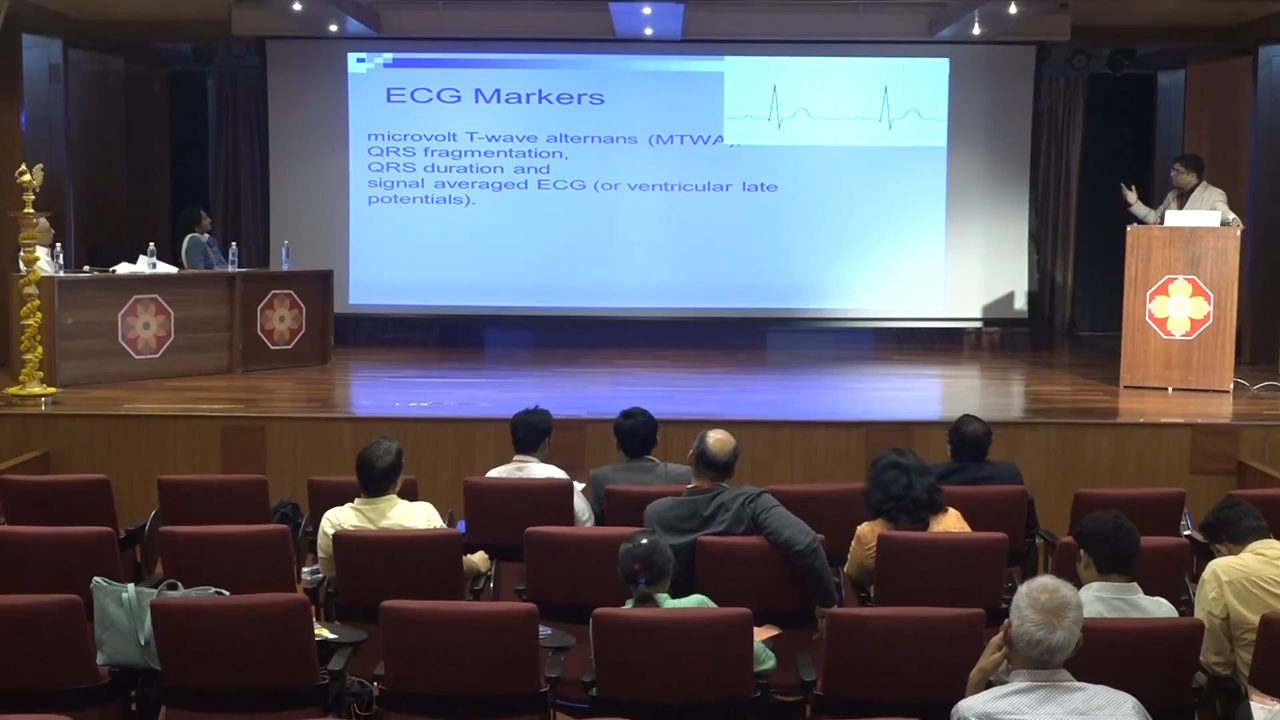 ECG Markers
microvolt T-wave alternans (MTWA),
QRS fragmentation,
QRS duration and
signal averaged ECG (or ventricular late
potentials).